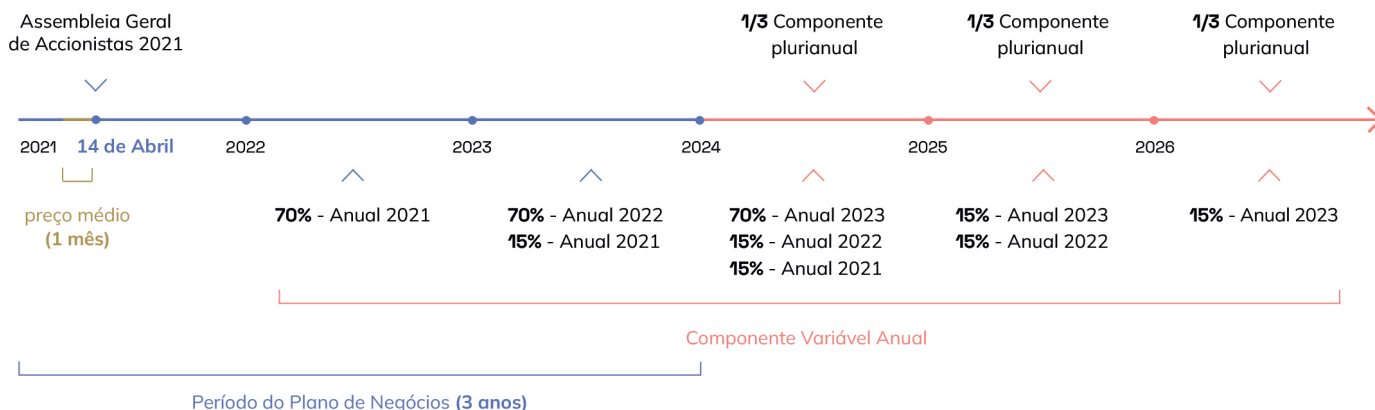 Assembleia Geral
de Accionistas 2021
1/3 Componente
plurianual
1/3 Componente
plurianual
1/3 Componente
plurianual
2021
14 de Abril
2022
2023
2024
2025
2026
preço médio
(1 mês)
70% - Anual 2021
70% - Anual 2022
15% - Anual 2021
70% - Anual 2023
15% - Anual 2022
15% - Anual 2021
15% - Anual 2023
15% - Anual 2022
15% - Anual 2023
Componente Variável Anual
Período do Plano de Negócios (3 anos)